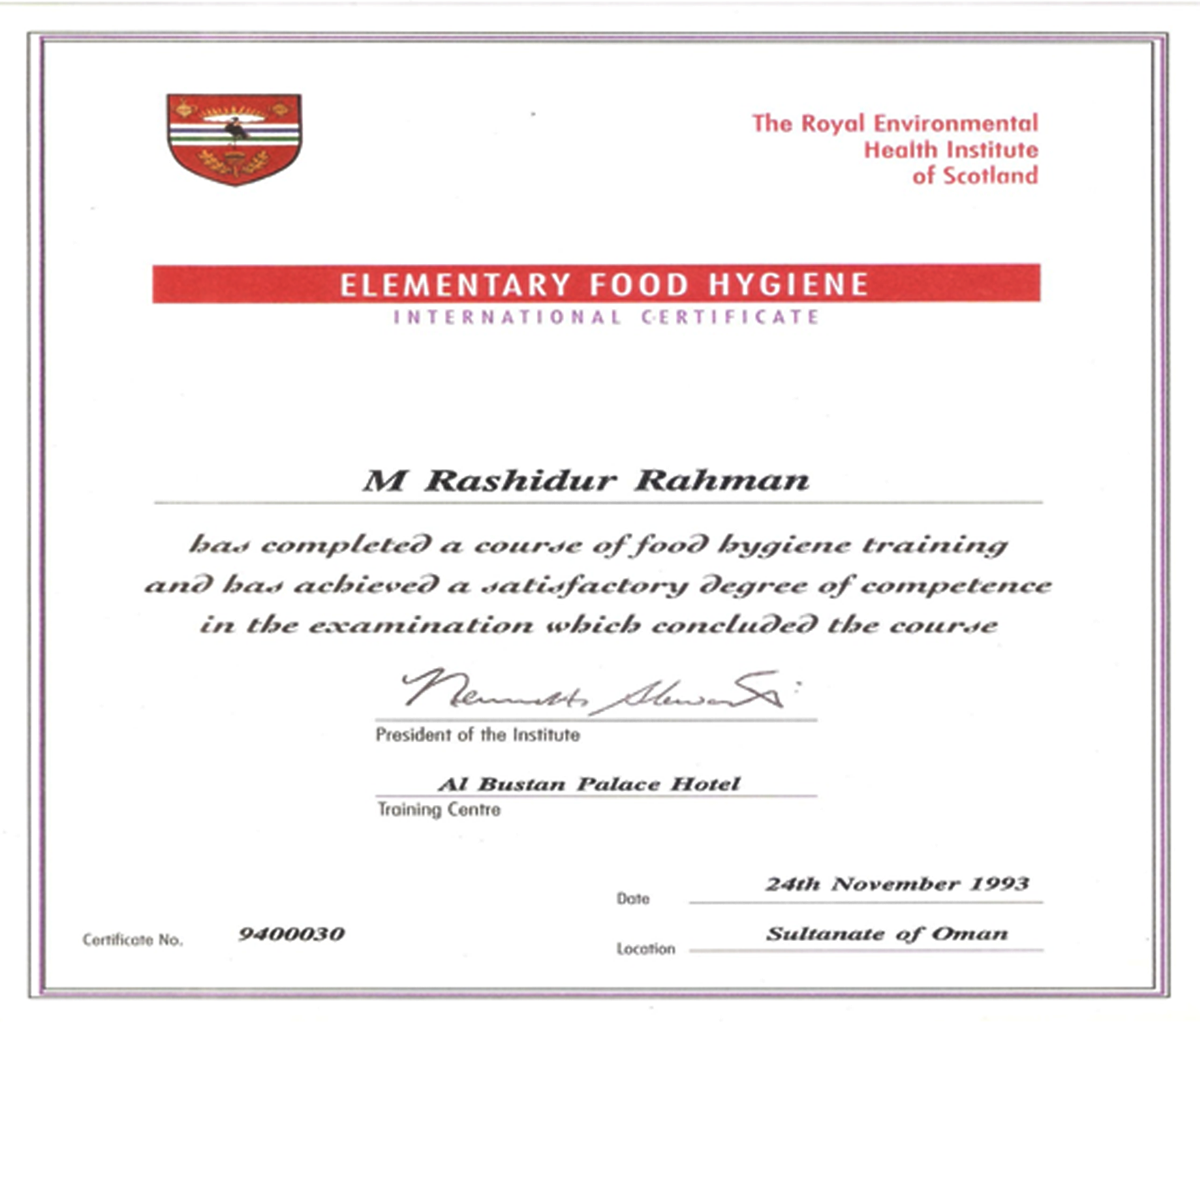 The Royal Environmental
Health Institute
of Scotland
ELEMENTARY FOOD HYGIENE
INTERNATIONAL CERTIFICATE
M Rashidur Rahman
has completed a course of food hygiene training
and has achieved a satisfactory degree of competence
in the examination which concluded the course
President of the Institute
Al Bustan Palace Hotel
Training Centre
Date 24th November 1993
Certificate No. 9400030
Location Sultanate of Oman